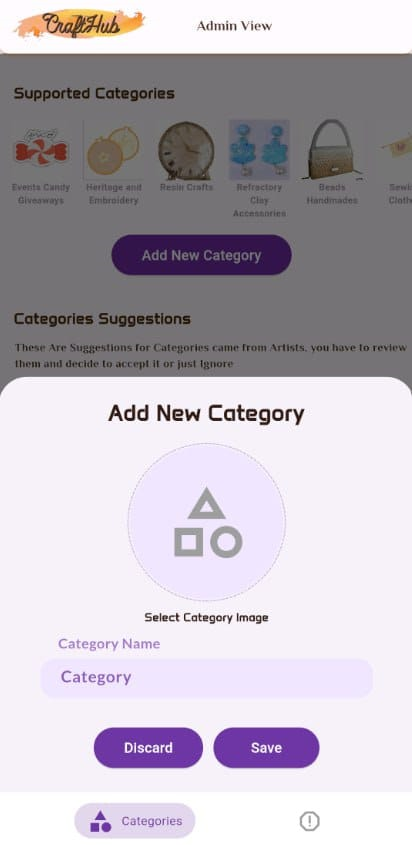 CraftHub
Admin View
Supported Categories
Events Candy
Giveaways
Heritage and
Embroidery
Resin Crafts
Refractory
Clay
Accessories
Beads
Handmades
Add New Category
Categories Suggestions
These Are Suggestions for Categories came from Artists, you have to review
them and decide to accept it or just Ignore
Add New Category
Select Category Image
Category Name
Category
Discard
Save
Categories